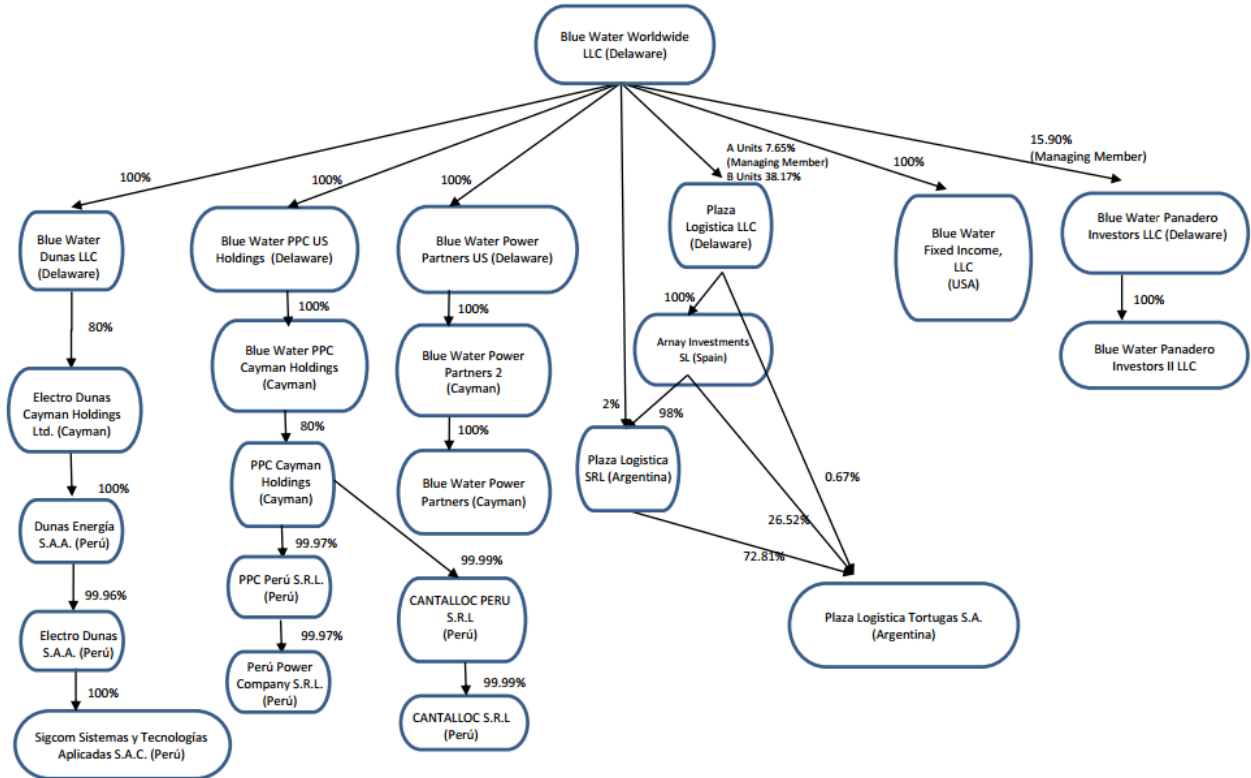 Blue Water Worldwide
LLC (Delaware)
100%
100%
100%
A Units 7.65%
(Managing Member)
B Units 38.17%
100%
15.90%
(Managing Member)
Blue Water
Dunas LLC
(Delaware)
Blue Water PPC US
Holdings (Delaware)
Blue Water Power
Partners US (Delaware)
Plaza
Logistica LLC
(Delaware)
Blue Water
Fixed Income,
LLC
(USA)
Blue Water Panadero
Investors LLC (Delaware)
80%
100%
100%
100%
100%
Electro Dunas
Cayman Holdings
Ltd. (Cayman)
Blue Water PPC
Cayman Holdings
(Cayman)
Blue Water Power
Partners 2
(Cayman)
Arnay Investments
SL (Spain)
Blue Water Panadero
Investors II LLC
80%
100%
2%
98%
100%
PPC Cayman
Holdings
(Cayman)
Blue Water Power
Partners (Cayman)
Plaza Logistica
SRL (Argentina)
0.67%
26.52%
72.81%
Dunas Energía
S.A.A. (Perú)
99.97%
99.99%
99.96%
PPC Perú S.R.L.
(Perú)
CANTALLOC PERU
S.R.L
(Perú)
Plaza Logistica Tortugas S.A.
(Argentina)
Electro Dunas
S.A.A. (Perú)
99.97%
100%
Perú Power
Company S.R.L.
(Perú)
99.99%
Sigcom Sistemas y Tecnologías
Aplicadas S.A.C. (Perú)
CANTALLOC S.R.L
(Perú)